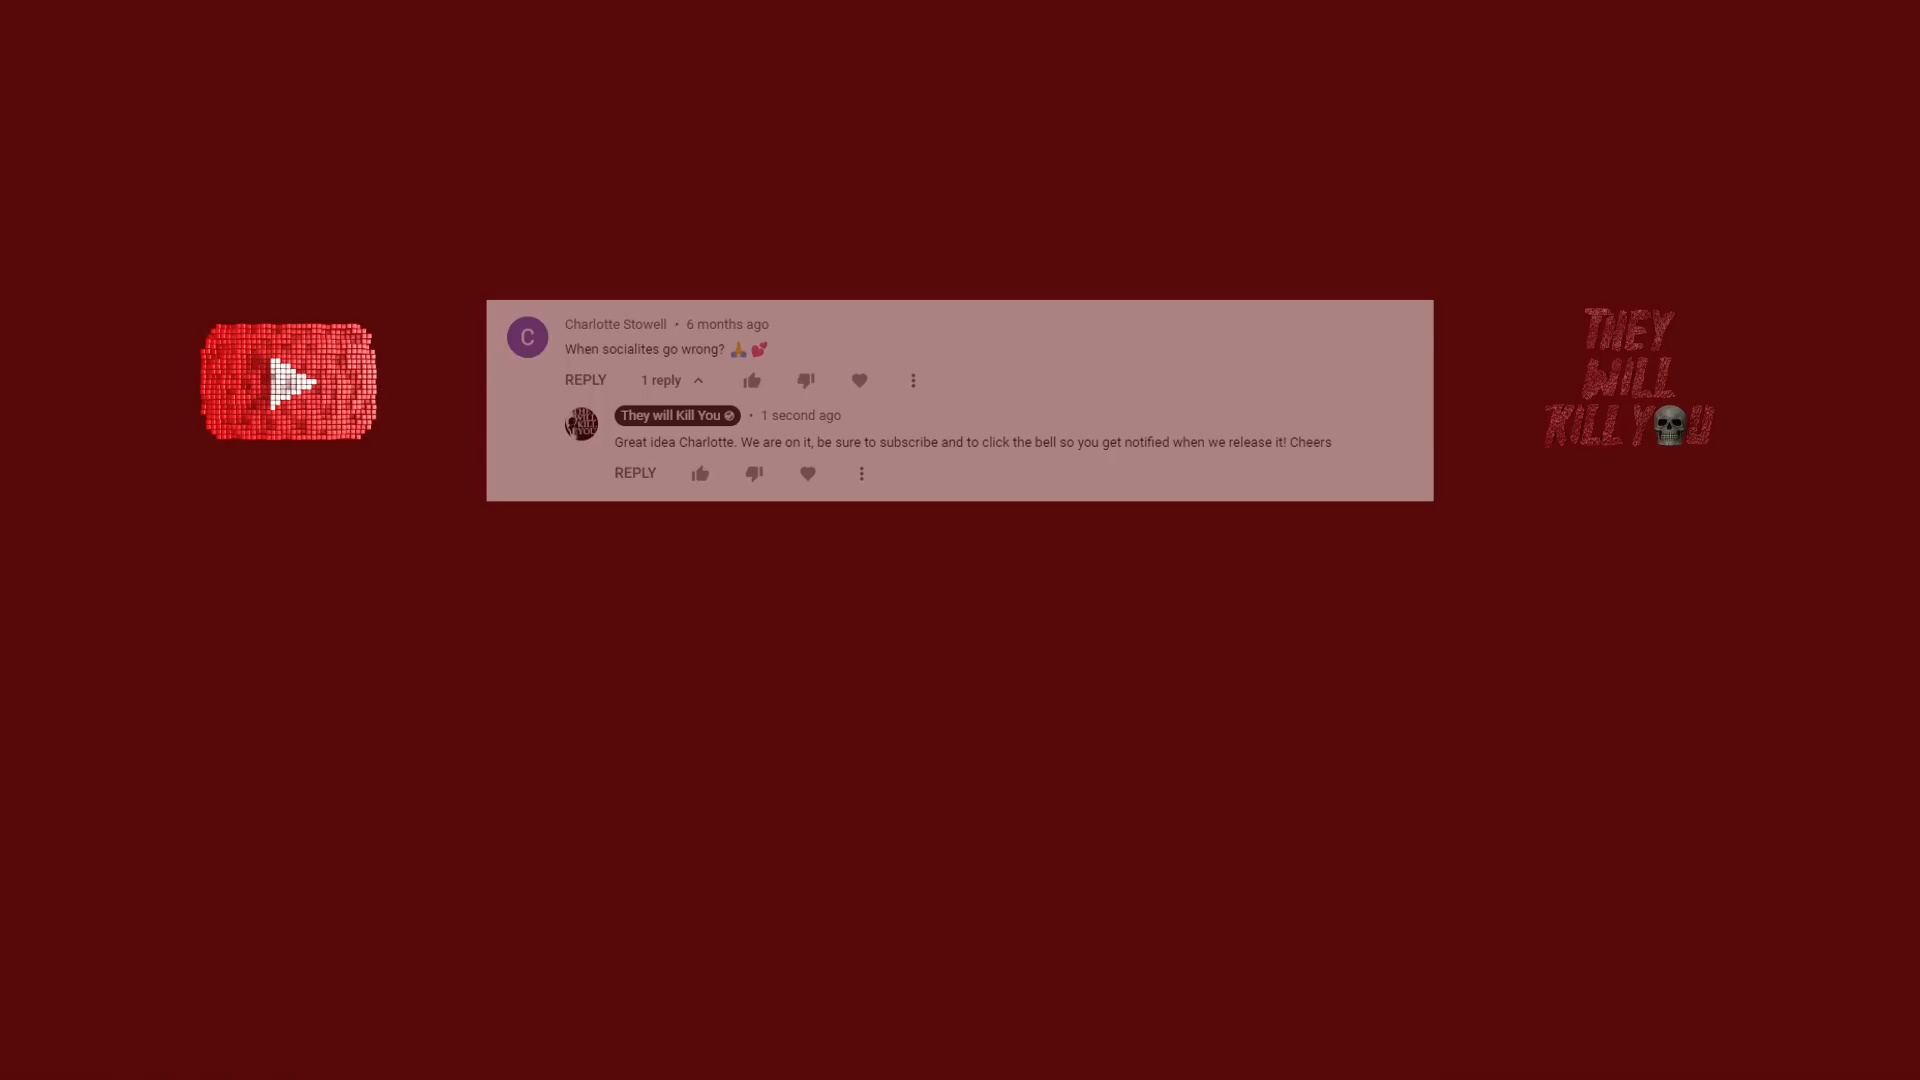 C
Charlotte Stowell • 6 months ago
When socialites go wrong? 🙏 💕
REPLY 1 reply
They will Kill You • 1 second ago
Great idea Charlotte. We are on it, be sure to subscribe and to click the bell so you get notified when we release it! Cheers
REPLY
THEY
WILL
KILL Y💀U